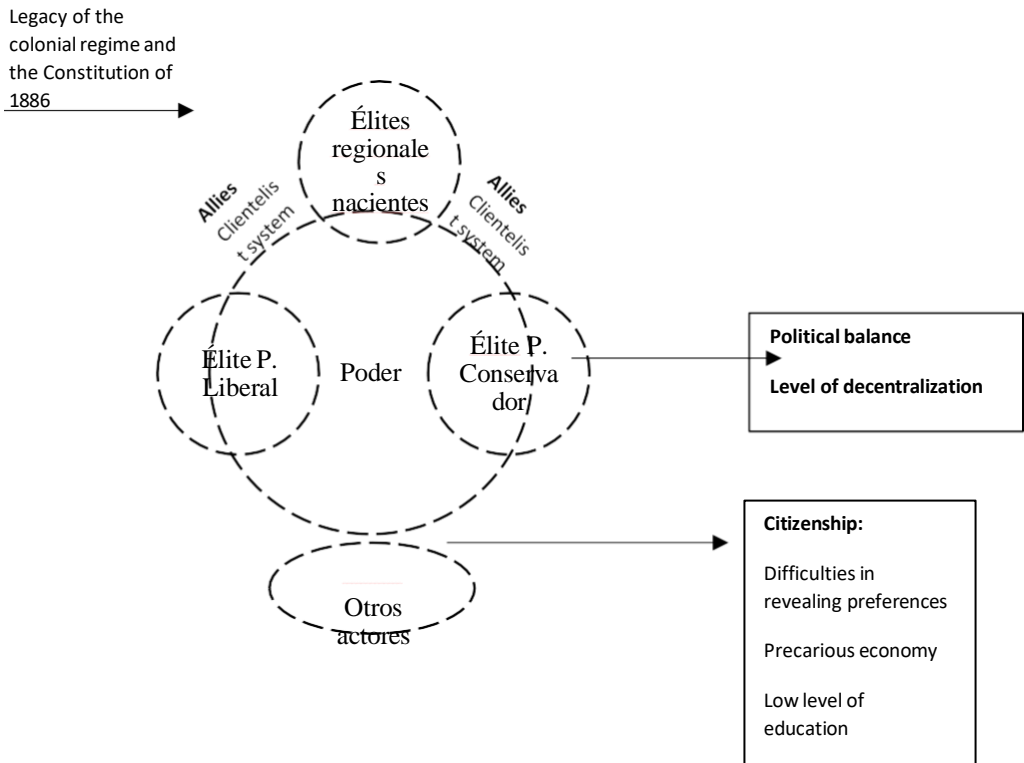 Legacy of the
colonial regime and
the Constitution of
1886
Élites
regionale
s
nacientes
Allies
Clientelis
t system
Allies
Clientelis
t system
Élite P.
Liberal
Poder
Élite P.
Conserva
dor
Political balance
Level of decentralization
Otros
actores
Citizenship:
Difficulties in
revealing preferences
Precarious economy
Low level of
education